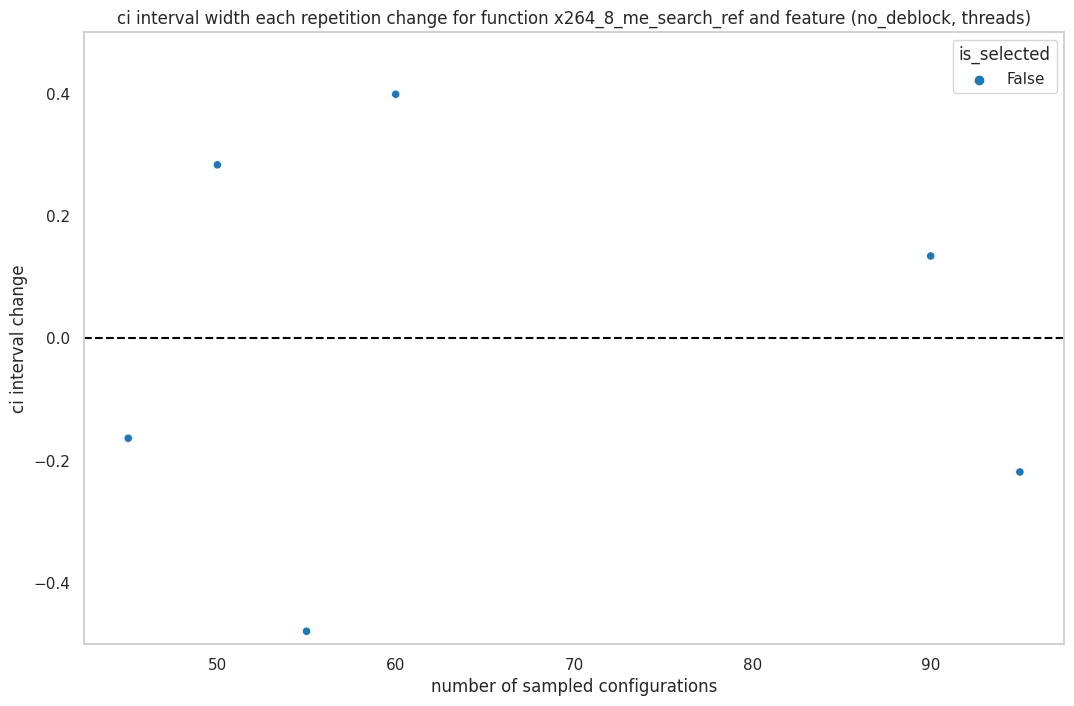 ci interval width each repetition change for function x264_8_me_search_ref and feature (no_deblock, threads)
is_selected
False
0.4
0.2
0.0
−0.2
−0.4
ci interval change
50 60 70 80 90
number of sampled configurations